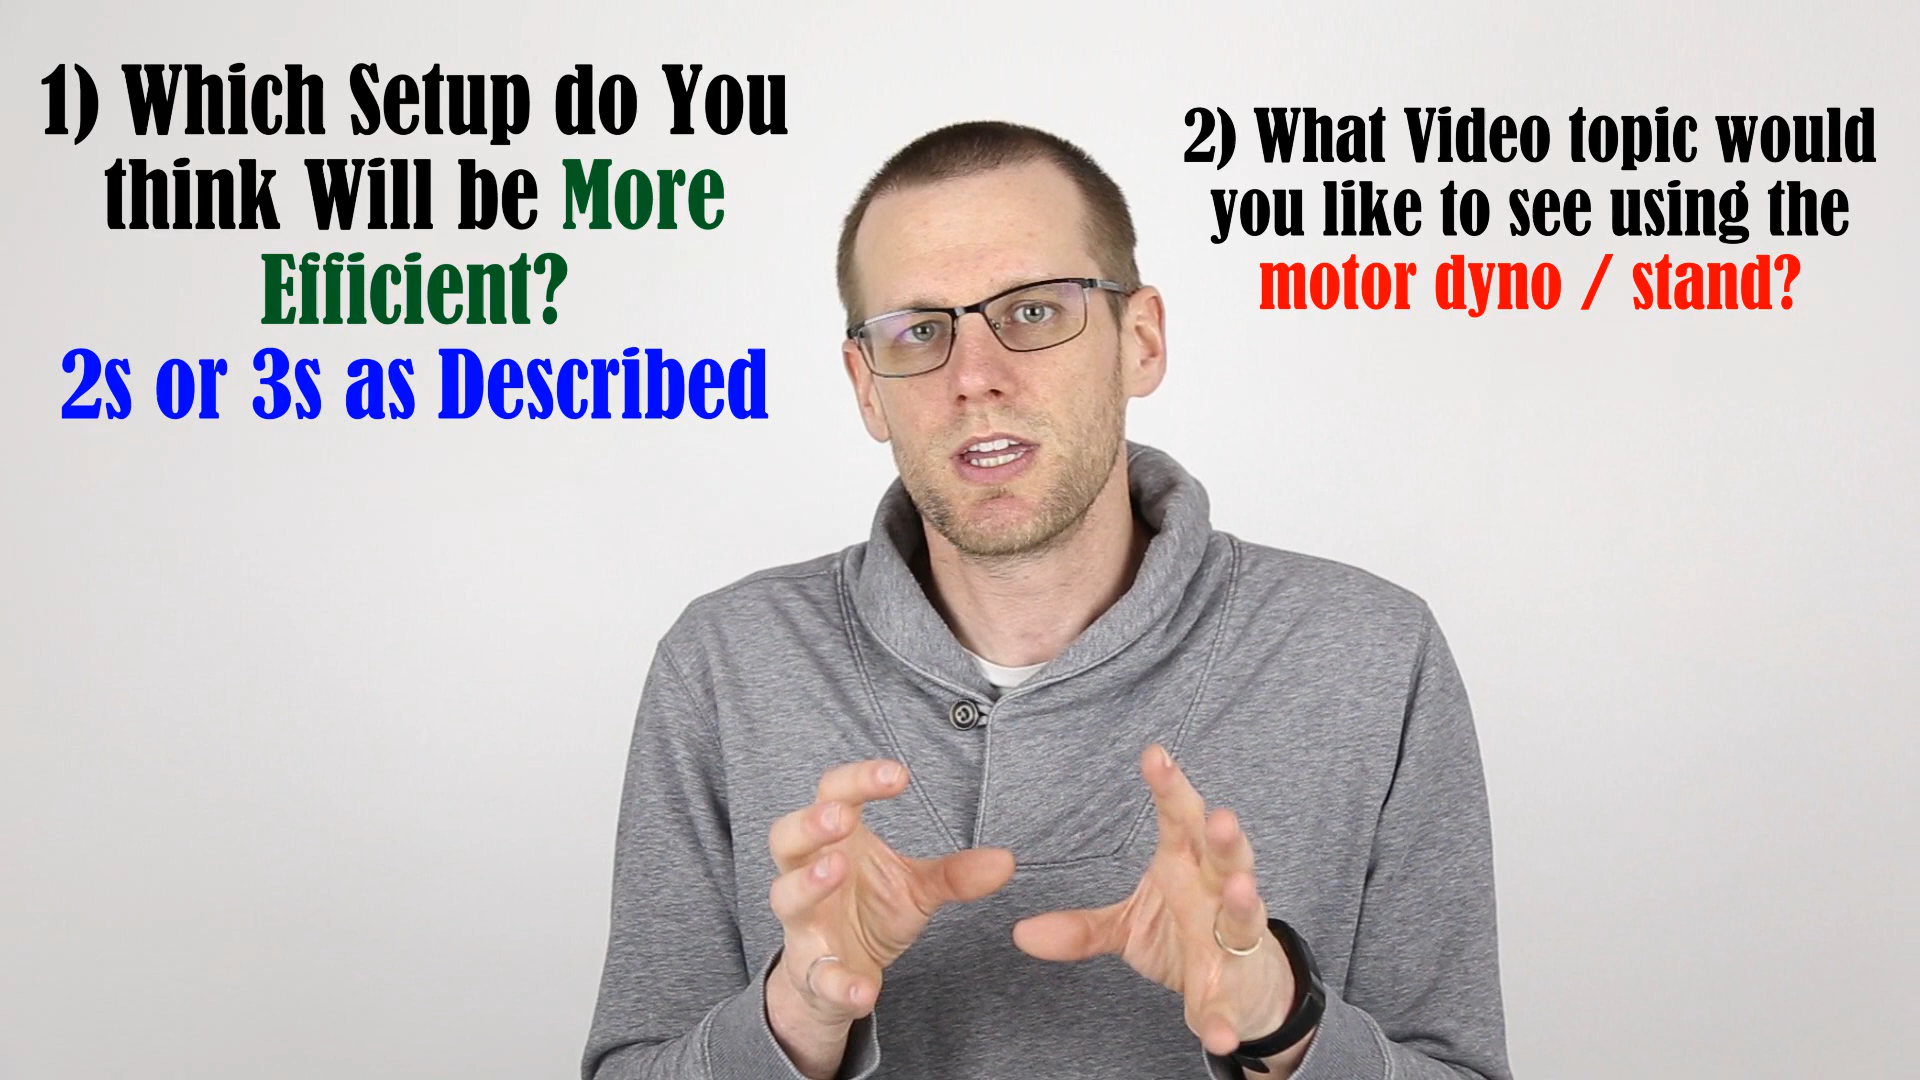 1) Which Setup do You
think Will be More
Efficient?
2s or 3s as Described
2) What Video topic would
you like to see using the
motor dyno / stand?